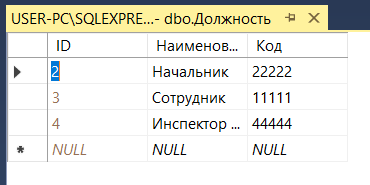 USER-PC\SQLEXPRE...- dbo.Должность
ID Наименов... Код
2 Начальник 22222
3 Сотрудник 11111
4 Инспектор ... 44444
NULL NULL NULL